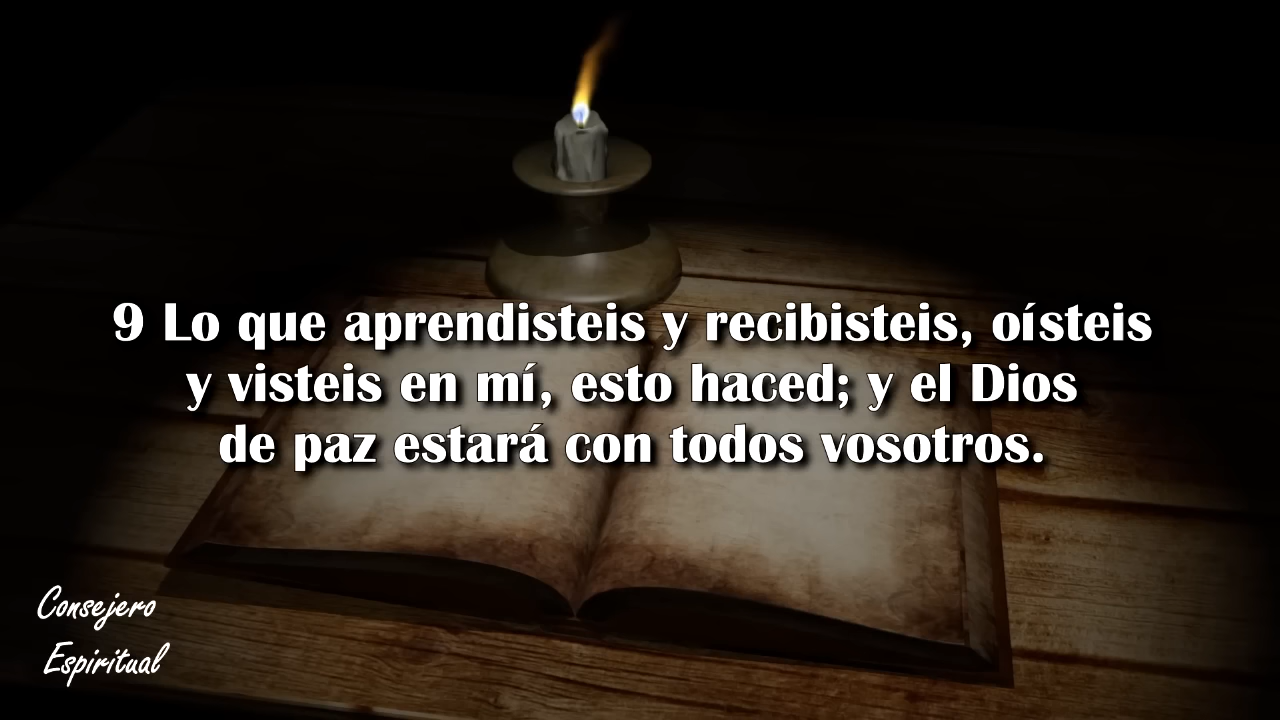 9 Lo que aprendisteis y recibisteis, oísteis
y visteis en mí, esto haced; y el Dios
de paz estará con todos vosotros.
Consejero
Espiritual